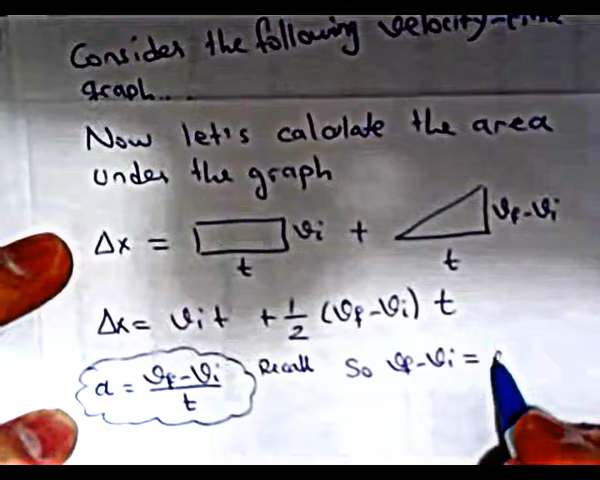 Consider the following velocity-time
graph...
Now let's calculate the area
under the graph
Δx = vi + vf-vi
t t
Δx = vit + 1/2 (vf-vi) t
a = vf-vi / t Recall So vf-vi =